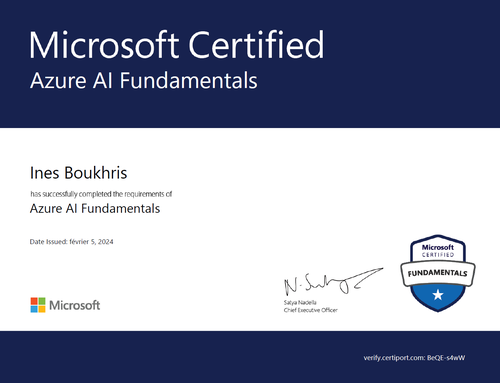 Microsoft Certified
Azure AI Fundamentals
Ines Boukhris
has successfully completed the requirements of
Azure AI Fundamentals
Date Issued: février 5, 2024
Microsoft
Satya Nadella
Chief Executive Officer
Microsoft
CERTIFIED
FUNDAMENTALS
verify.certiport.com: BeQE-s4wW